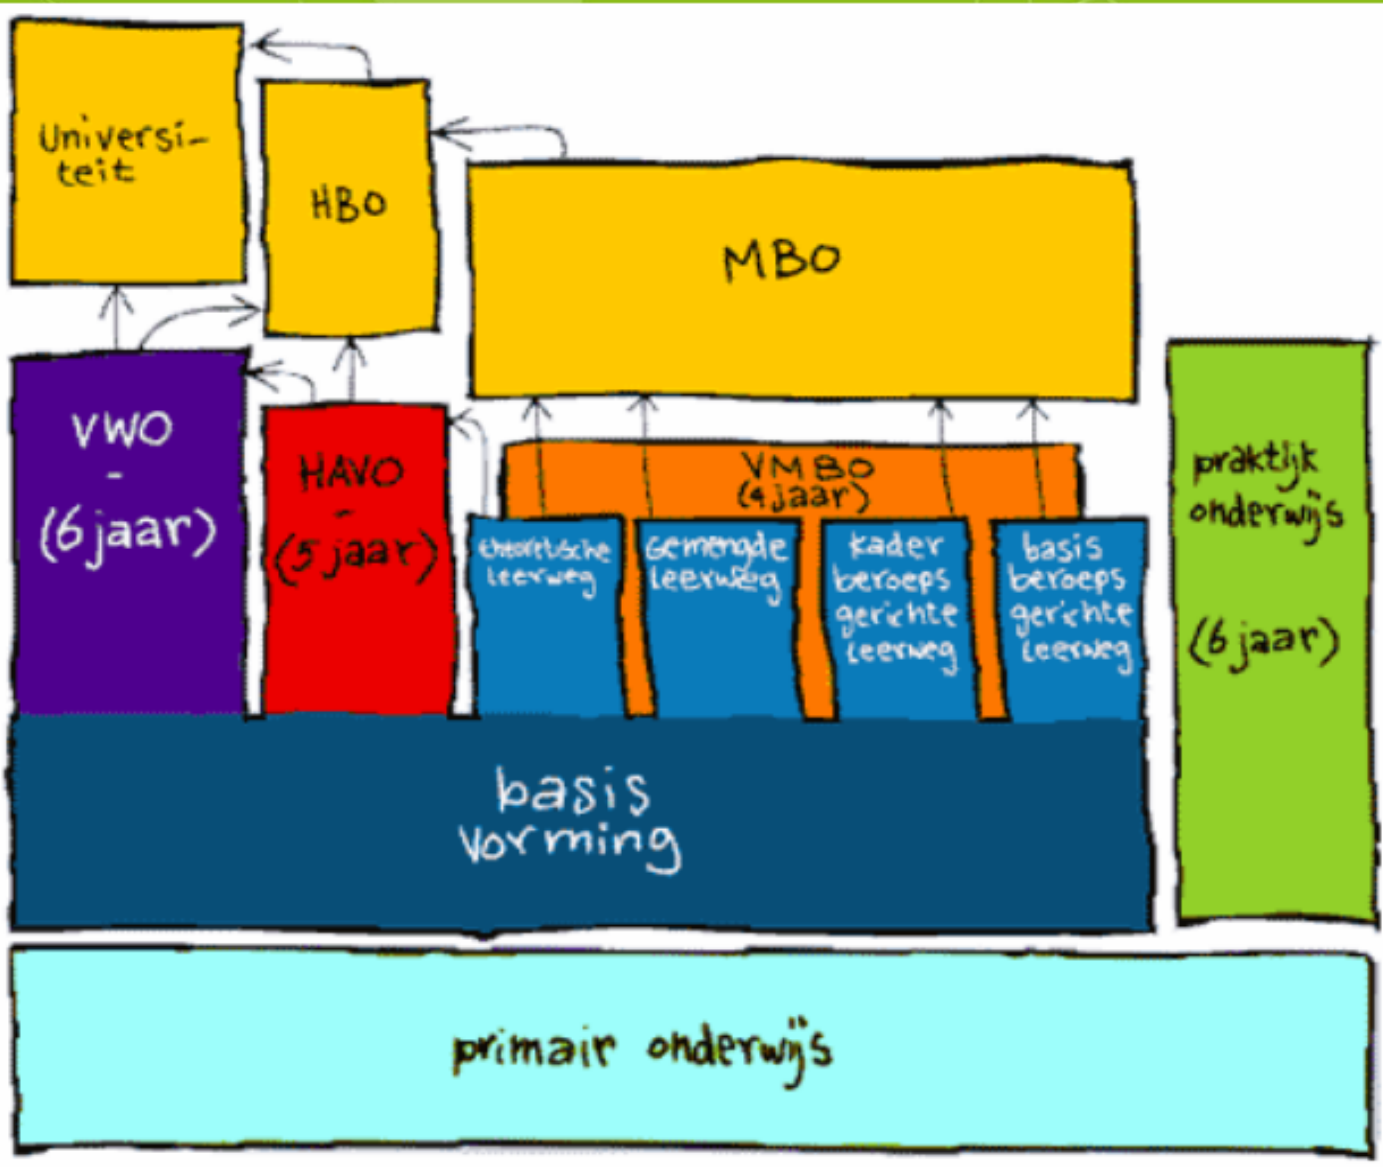 Universi-
teit
HBO
MBO
VWO
-
(6 jaar)
HAVO
-
(5 jaar)
VMBO
(4 jaar)
theoretische
leerweg
Gemengde
leerweg
kader
beroeps
gerichte
leerweg
basis
beroeps
gerichte
leerweg
praktijk
onderwijs
(6 jaar)
basis
vorming
primair onderwijs